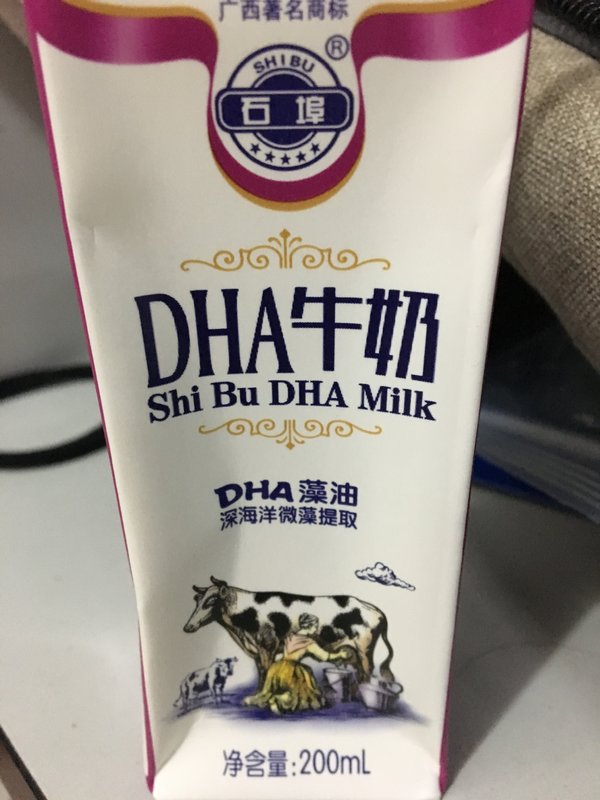 广西著名商标
®
SHIBU
石埠
DHA牛奶
Shi Bu DHA Milk
DHA藻油
深海洋微藻提取
净含量:200mL